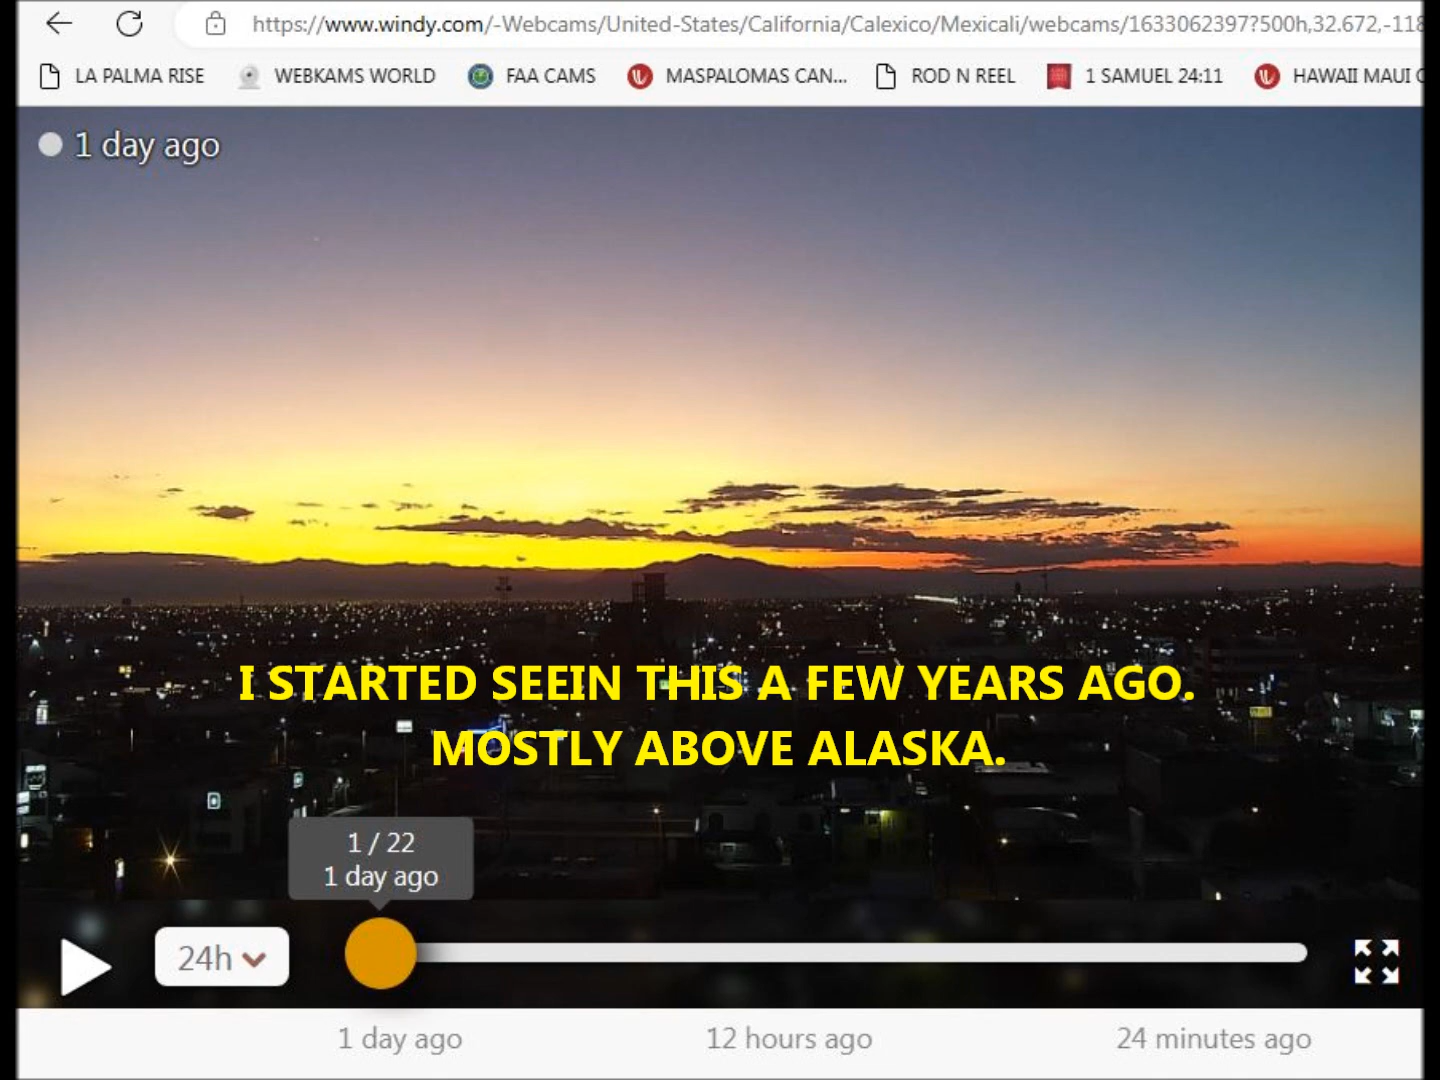 https://www.windy.com/-Webcams/United-States/California/Calexico/Mexicali/webcams/1633062397?500h,32.672,-118
LA PALMA RISE WEBKAMS WORLD FAA CAMS MASPALOMAS CAN... ROD N REEL 1 SAMUEL 24:11 HAWAII MAUI
1 day ago
I STARTED SEEIN THIS A FEW YEARS AGO.
MOSTLY ABOVE ALASKA.
1 / 22
1 day ago
24h
1 day ago 12 hours ago 24 minutes ago